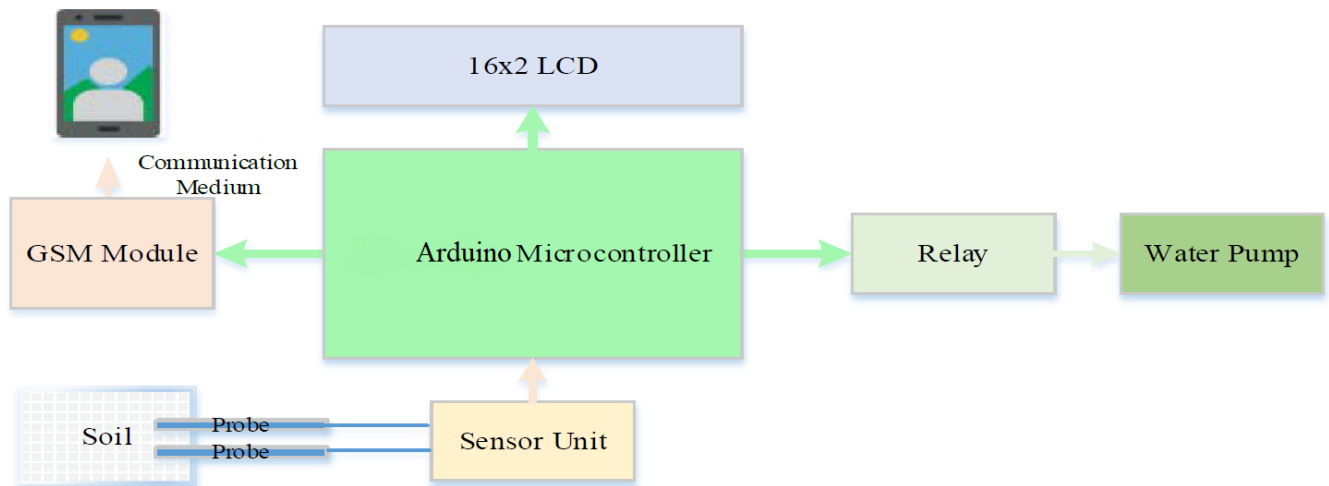 16x2 LCD
Communication
Medium
GSM Module
Arduino Microcontroller
Relay
Water Pump
Soil
Probe
Probe
Sensor Unit